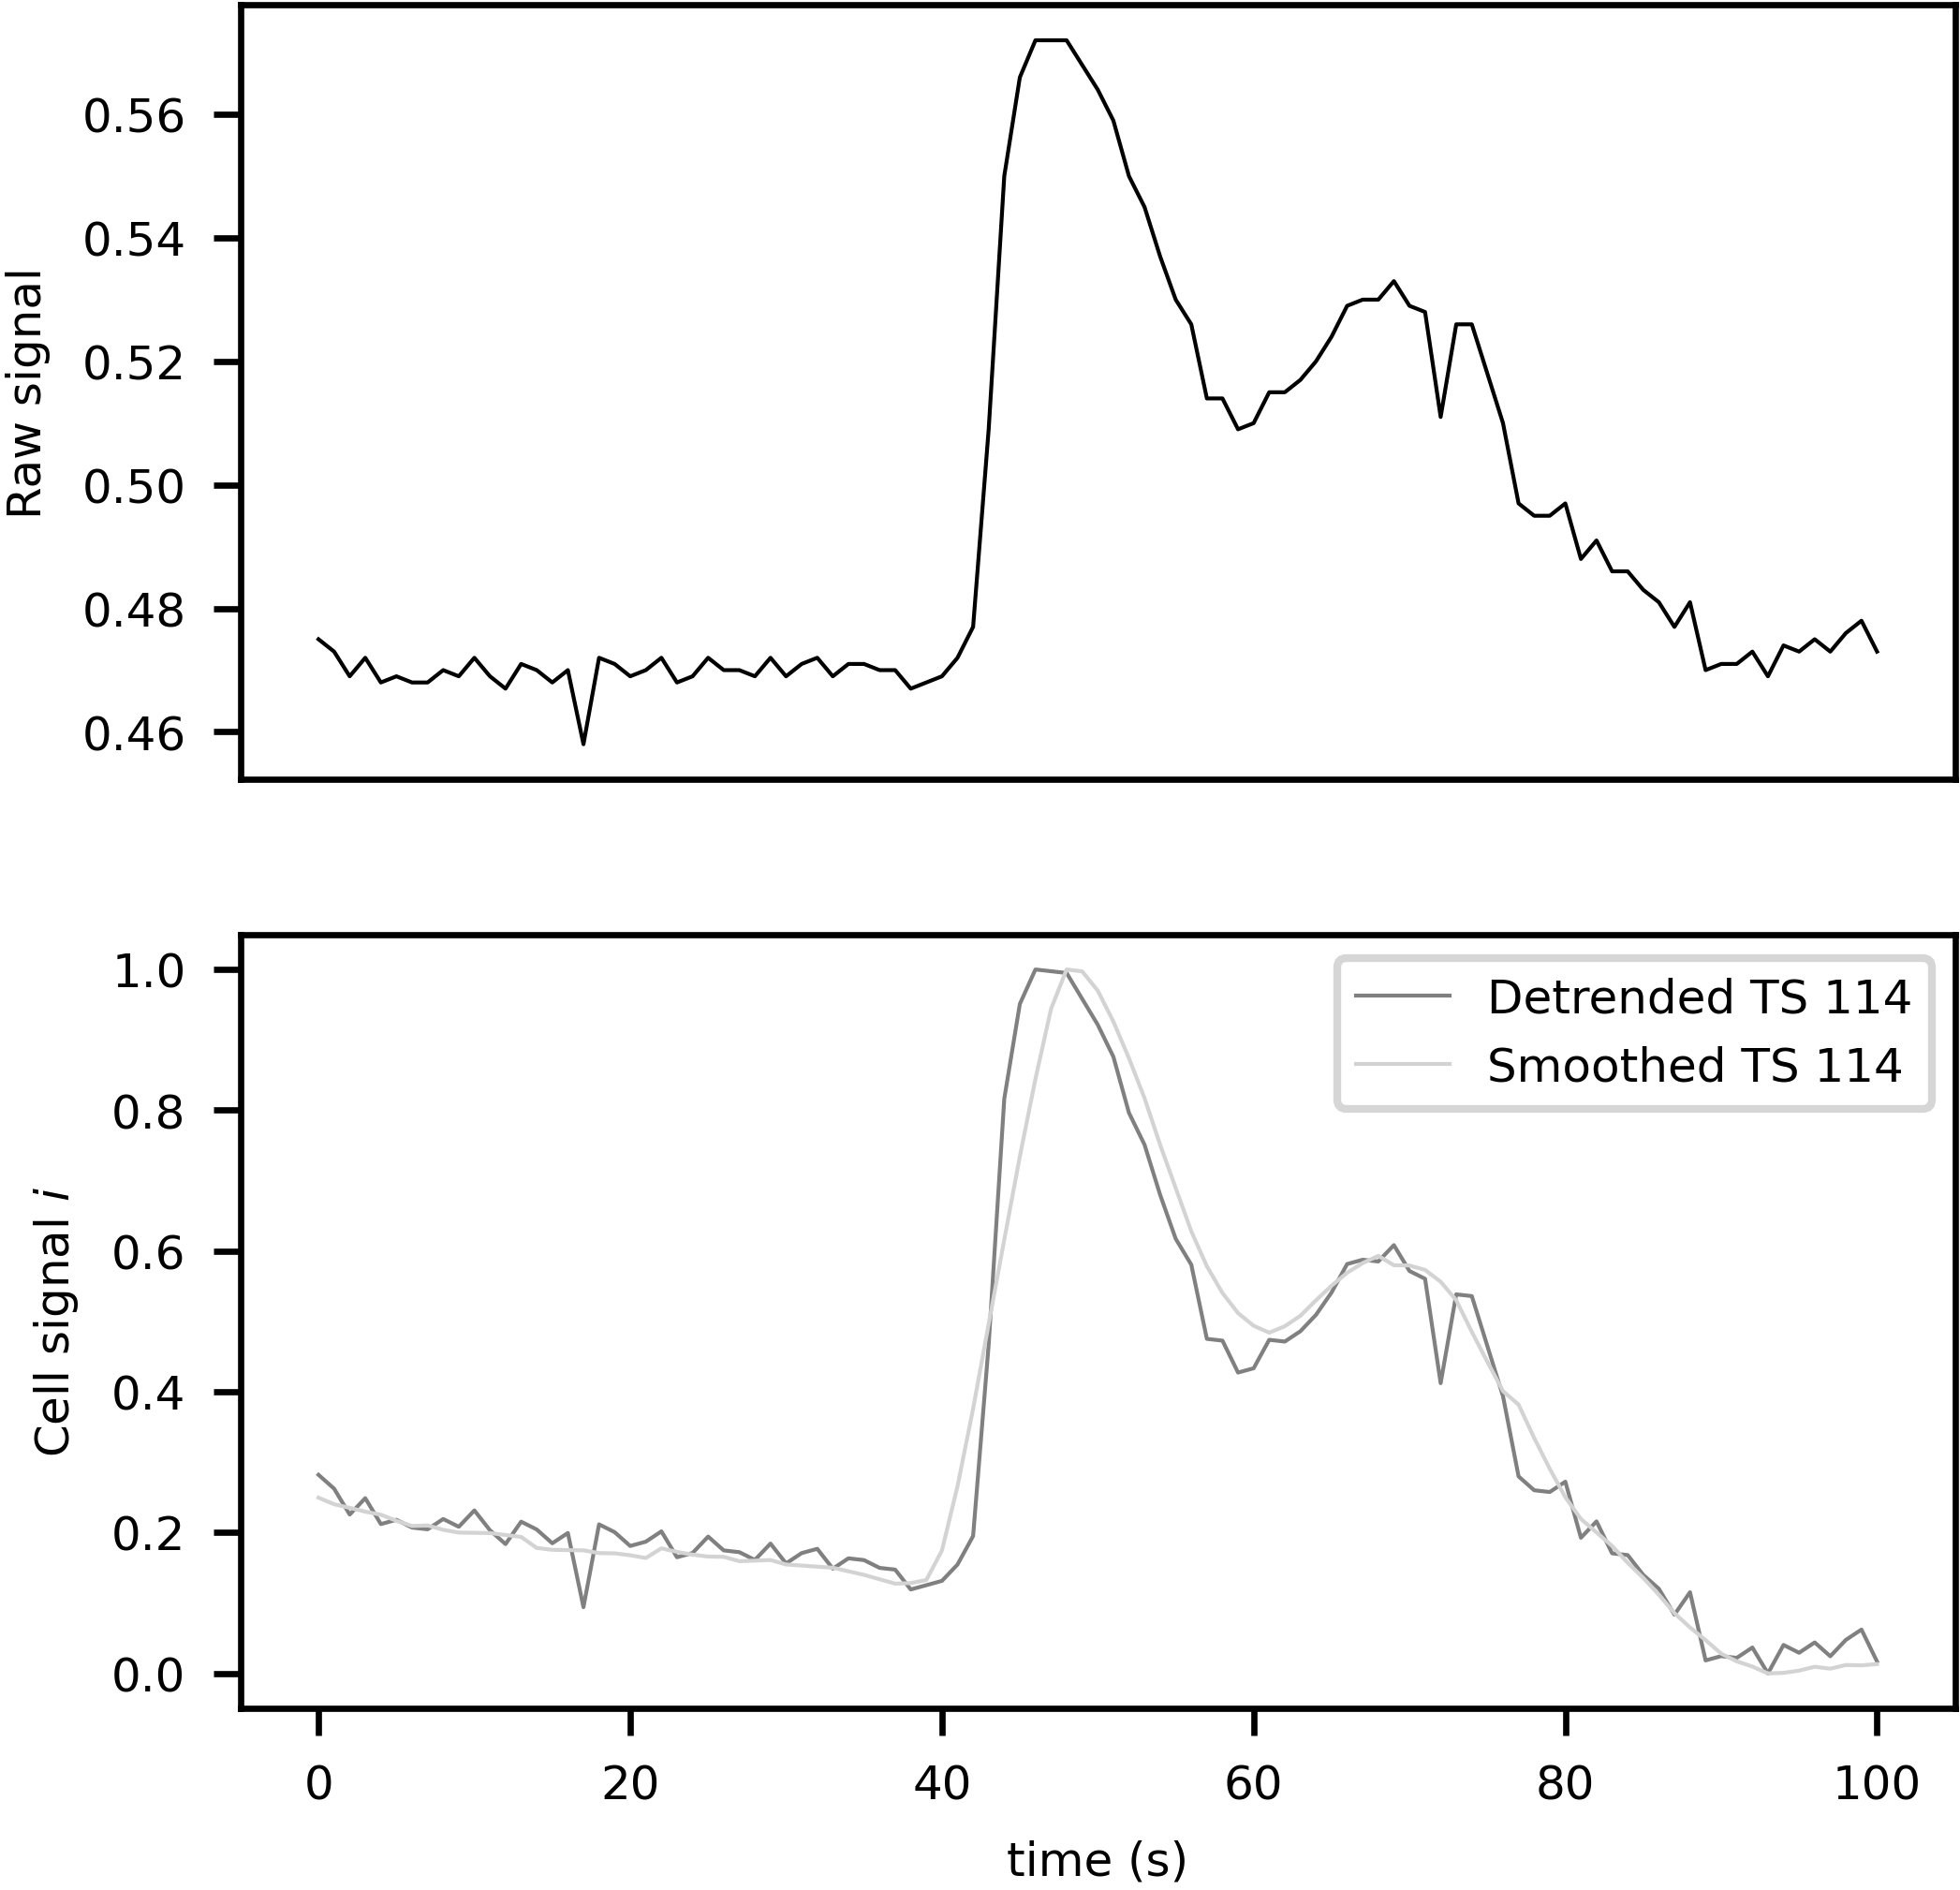 Raw signal
0.56
0.54
0.52
0.50
0.48
0.46
Cell signal i
1.0
0.8
0.6
0.4
0.2
0.0
Detrended TS 114
Smoothed TS 114
0 20 40 60 80 100
time (s)